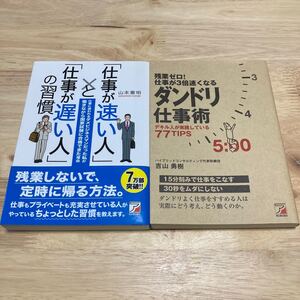 「仕事が速い人」
と
「仕事が遅い人」
の習慣
山本憲明
残業しないで、
定時に帰る方法。
7万部
突破!!
仕事もプライベートも充実させている人が
やっているちょっとした習慣を教えます。
ASUKA BUSINESS
残業ゼロ!
仕事が3倍速くなる
ダンドリ
仕事術
デキル人が実践している
77TIPS
3
4
5:00
吉山勇樹
15分刻みで仕事をこなす
30秒をムダにしない
ダンドリよく仕事をすすめる人は
実際にどう考え、どう動くのか。
ASUKA BUSINESS